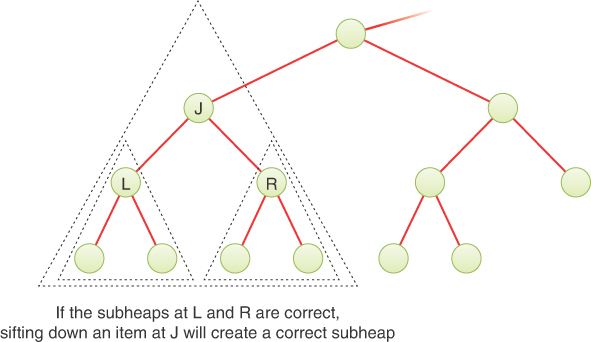 J
L
R
If the subheaps at L and R are correct,
sifting down an item at J will create a correct subheap